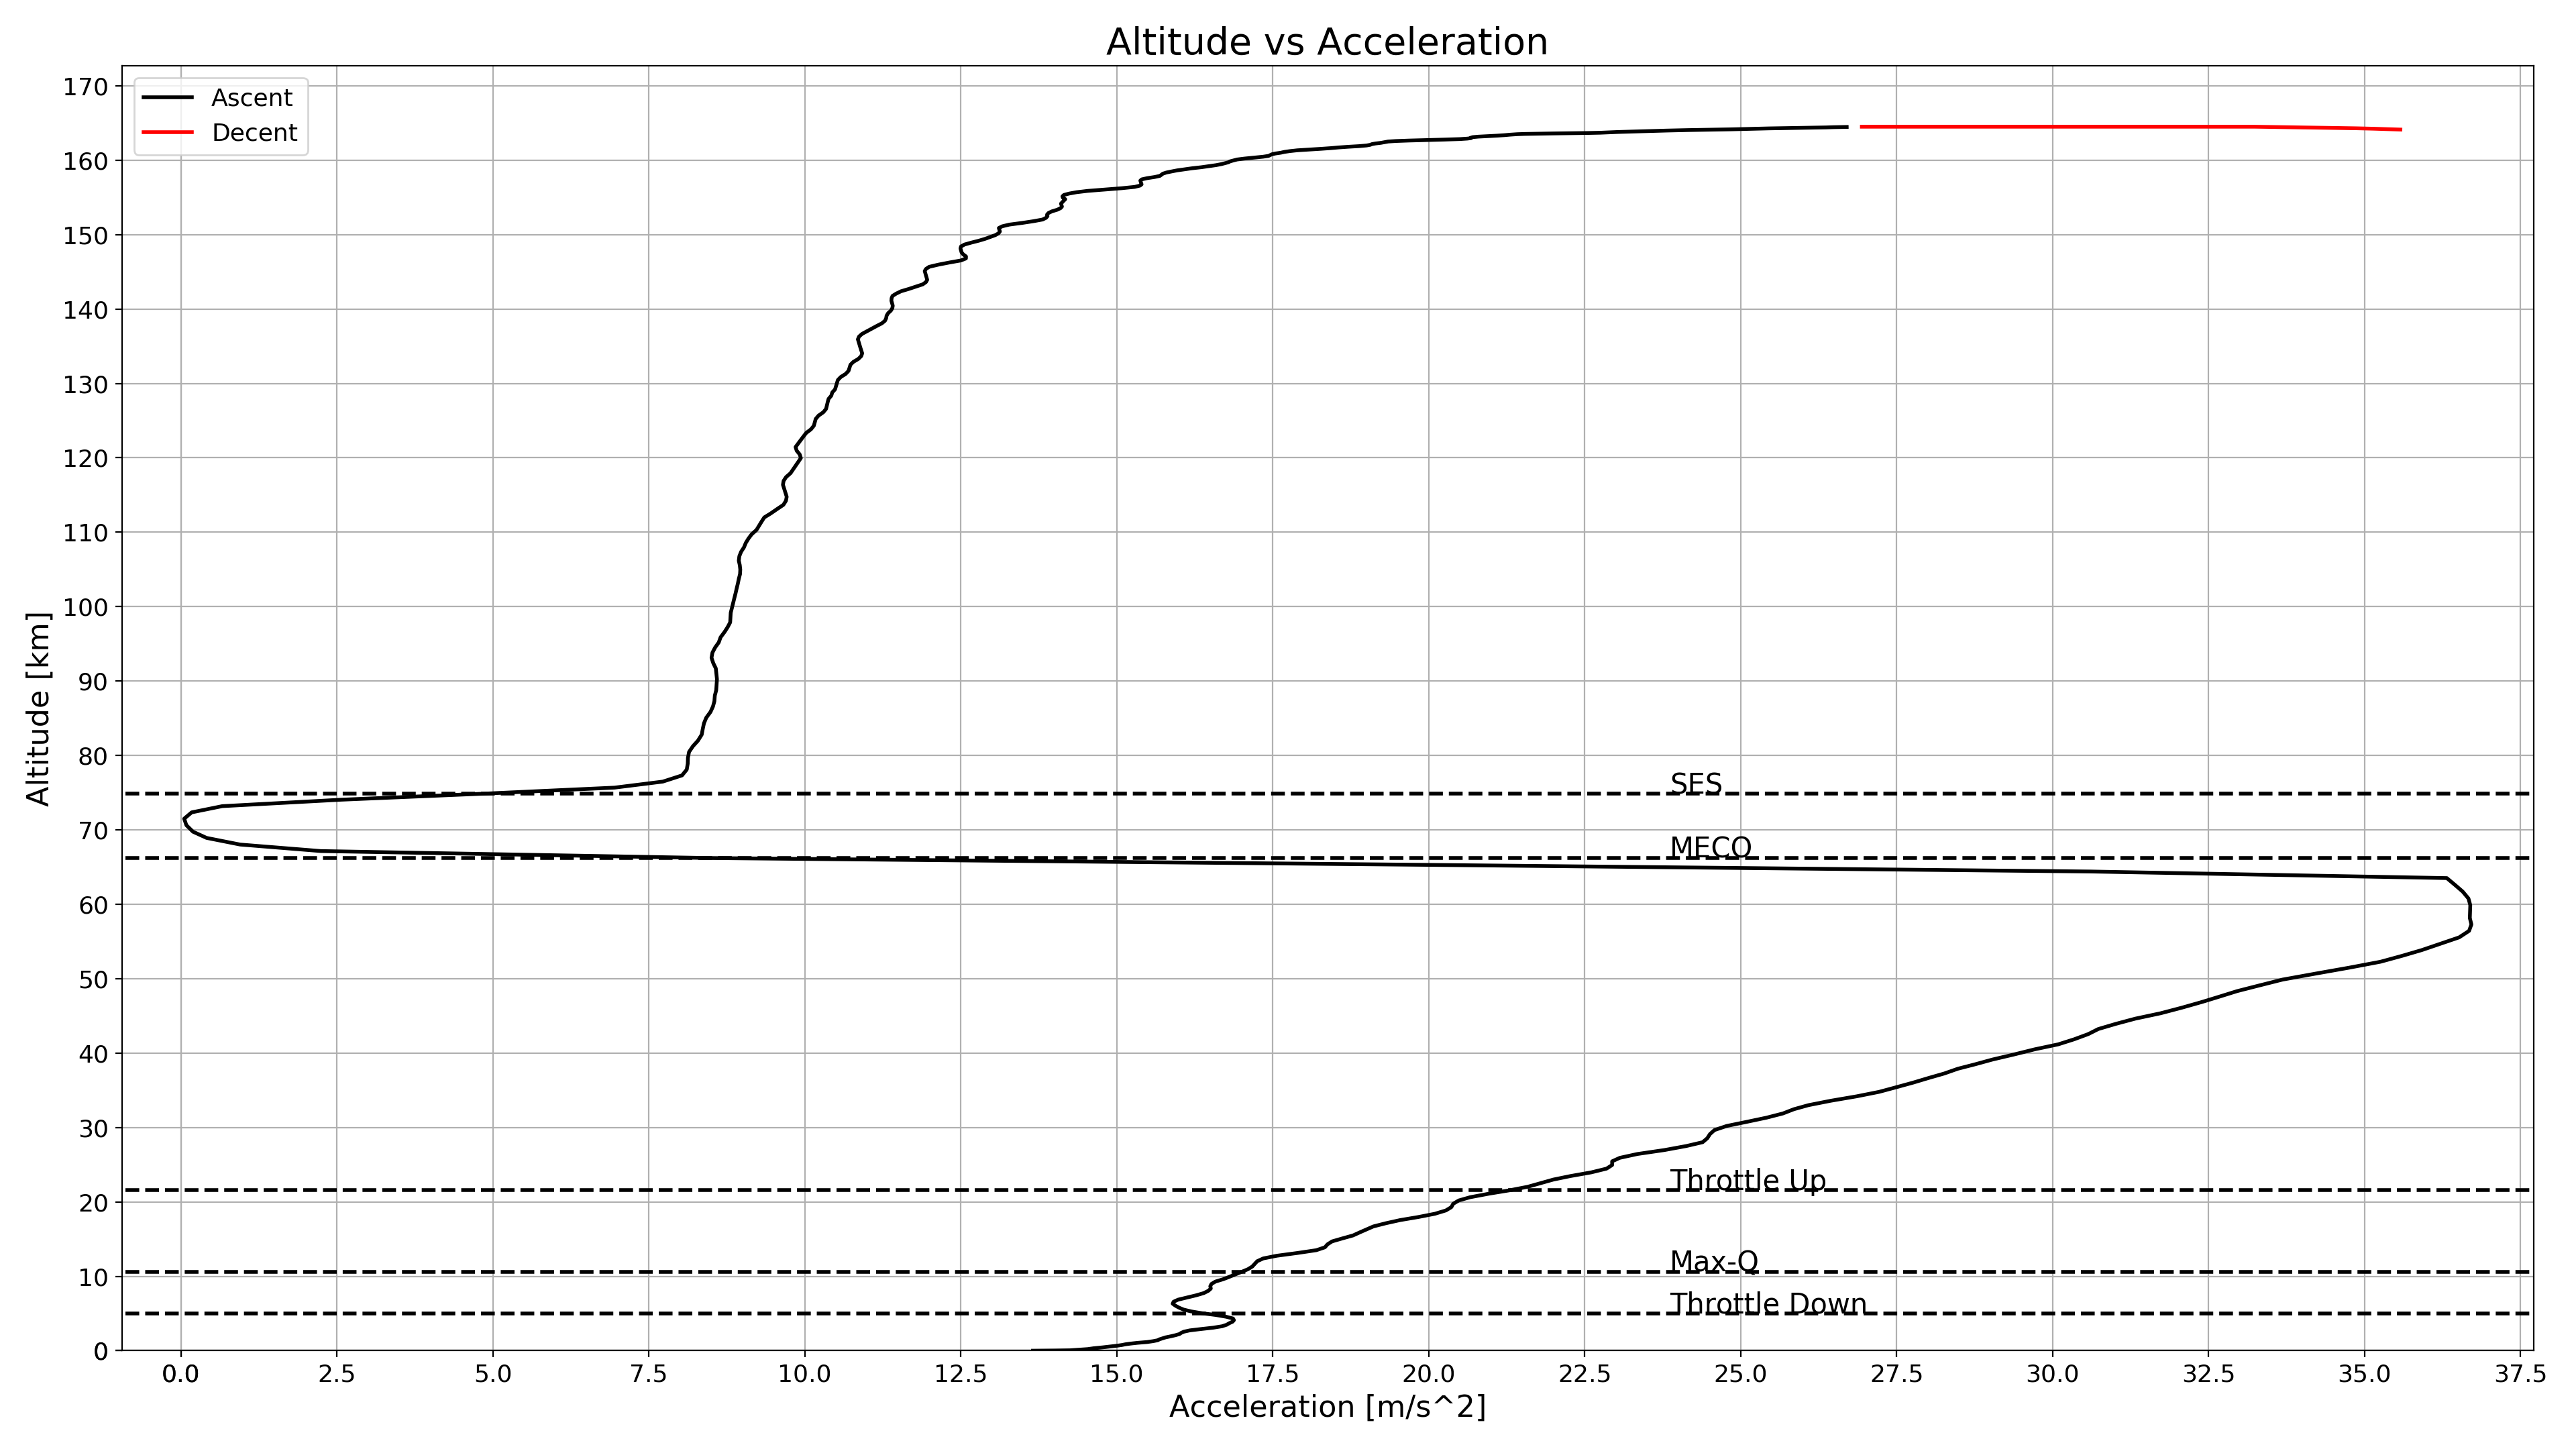 Altitude vs Acceleration
Ascent
Decent
170
160
150
140
130
120
110
100
90
80
70
60
50
40
30
20
10
0
Altitude [km]
SES
MECO
Throttle Up
Max-Q
Throttle Down
0.0 2.5 5.0 7.5 10.0 12.5 15.0 17.5 20.0 22.5 25.0 27.5 30.0 32.5 35.0 37.5
Acceleration [m/s^2]